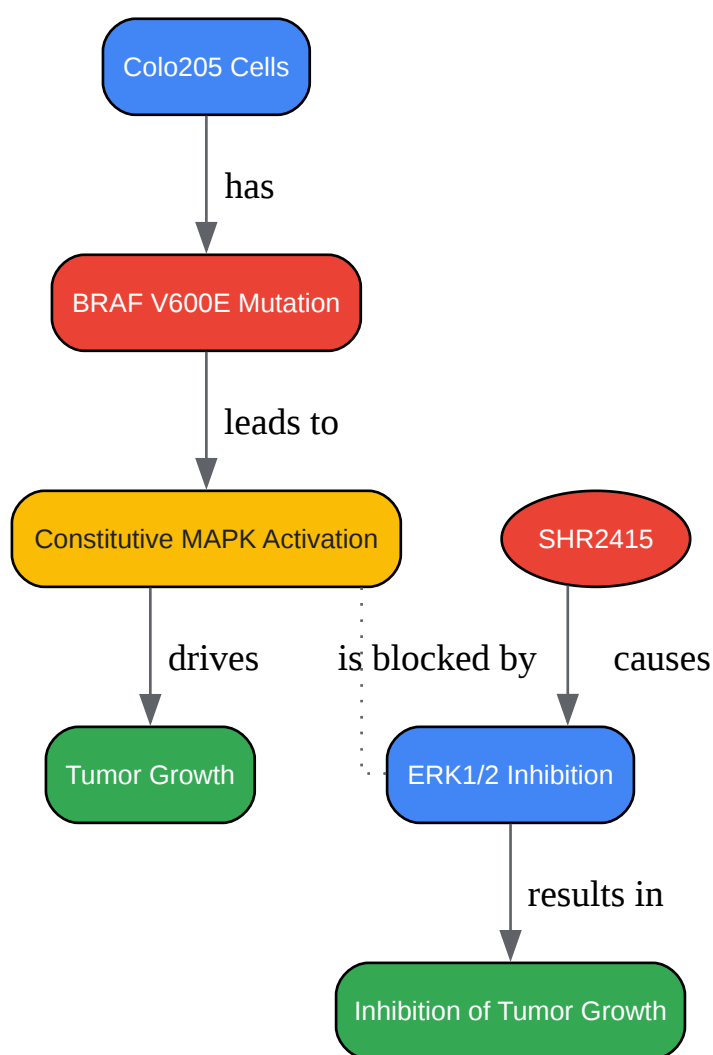 Colo205 Cells
has
BRAF V600E Mutation
leads to
Constitutive MAPK Activation
SHR2415
drives
is blocked by
causes
Tumor Growth
ERK1/2 Inhibition
results in
Inhibition of Tumor Growth